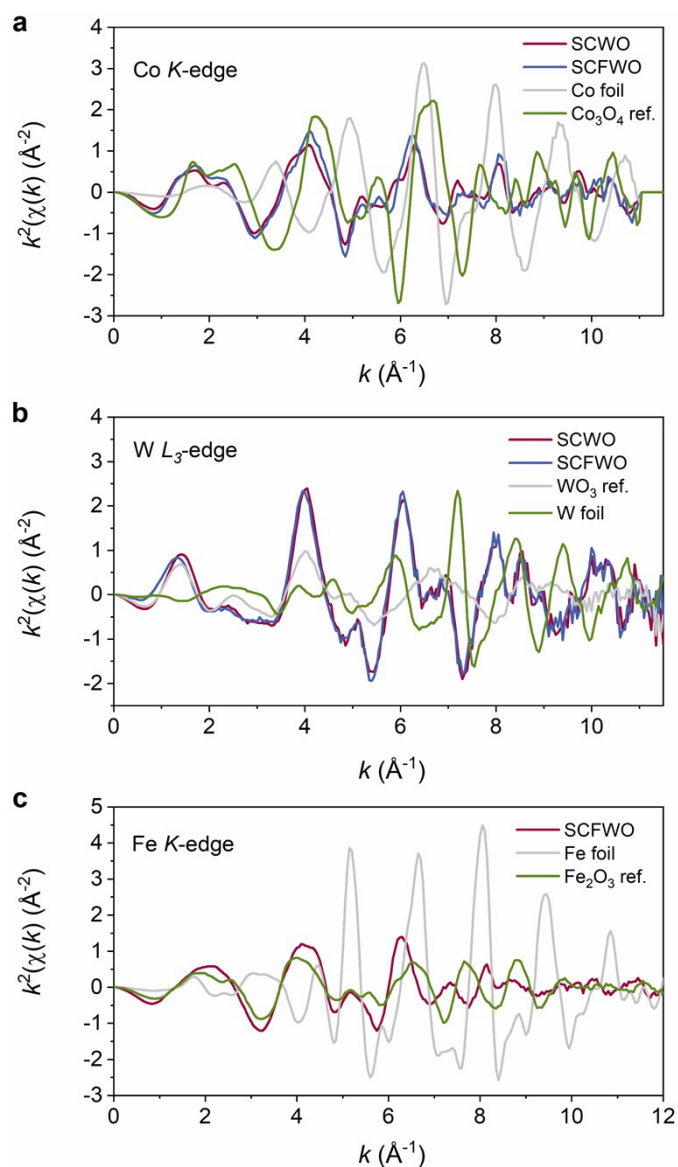 a
Co K-edge
SCWO
SCFWO
Co foil
Co₃O₄ ref.
k²(χ(k) (Å⁻²)
4
3
2
1
0
-1
-2
-3
0 2 4 6 8 10
k (Å⁻¹)
b
W L₃-edge
SCWO
SCFWO
WO₃ ref.
W foil
k²(χ(k) (Å⁻²)
4
3
2
1
0
-1
-2
0 2 4 6 8 10
k (Å⁻¹)
c
Fe K-edge
SCFWO
Fe foil
Fe₂O₃ ref.
k²(χ(k) (Å⁻²)
5
4
3
2
1
0
-1
-2
-3
0 2 4 6 8 10 12
k (Å⁻¹)